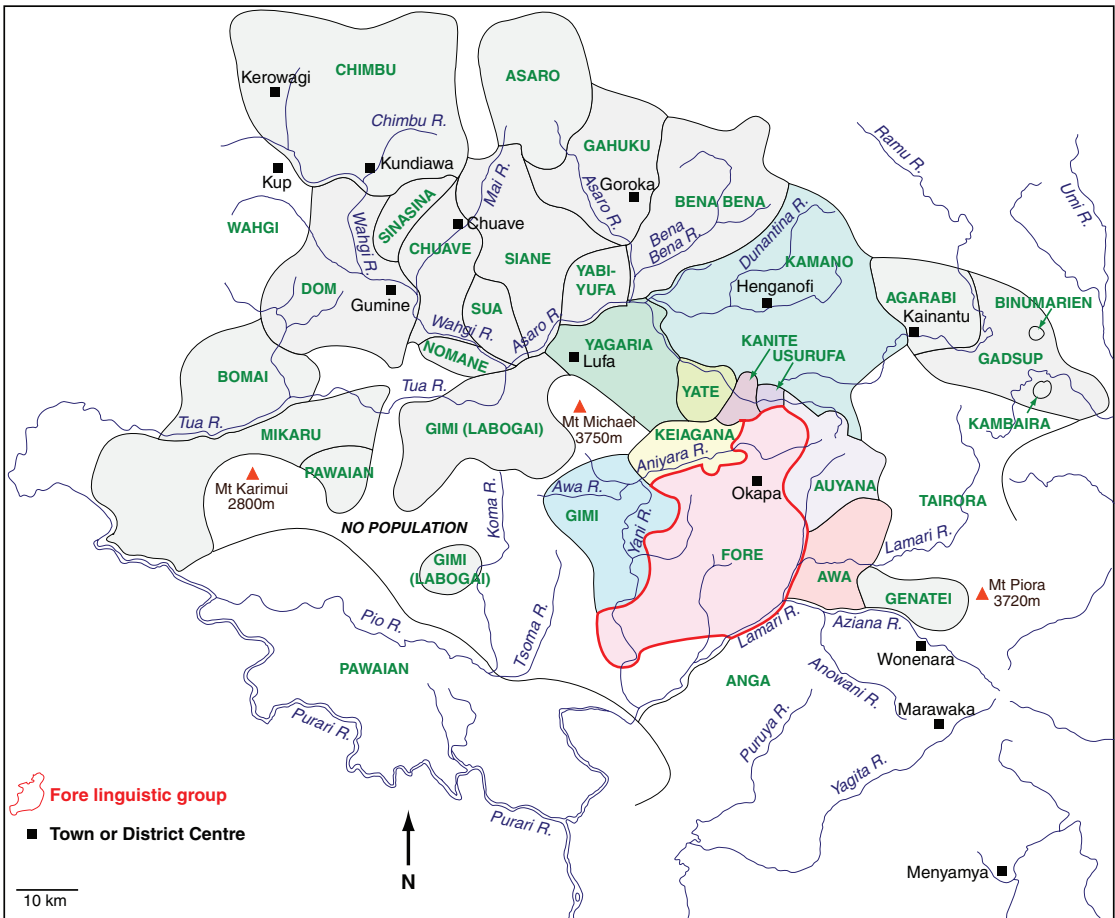 CHIMBU
Kerowagi
ASARO
Chimbu R.
Ramu R.
Kundiawa
Kup
GAHUKU
Mai R.
Asaro R.
Goroka
Umi R.
SINASINA
BENA BENA
WAHGI
Wahgi R.
Chuave
CHUAVE
SIANE
Bena
Bena R.
Dunantina R.
KAMANO
YABI-
YUFA
DOM
Gumine
Henganofi
AGARABI
BINUMARIEN
SUA
Kainantu
Wahgi R.
Asaro R.
NOMANE
YAGARIA
Lufa
KANITE
USURUFA
GADSUP
BOMAI
Tua R.
YATE
Tua R.
Mt Michael
3750m
KAMBAIRA
MIKARU
GIMI (LABOGAI)
KEIAGANA
Aniyara R.
PAWAIAN
Mt Karimui
2800m
Awa R.
Okapa
AUYANA
TAIRORA
Koma R.
GIMI
Yani R.
NO POPULATION
Lamari R.
FORE
GIMI
(LABOGAI)
AWA
Mt Piora
3720m
GENATEI
Pio R.
Tsoma R.
Lamari R.
Aziana R.
Wonenara
PAWAIAN
ANGA
Anowani R.
Purari R.
Puruya R.
Marawaka
Yagita R.
Fore linguistic group
Town or District Centre
Purari R.
N
Menyamya
10 km